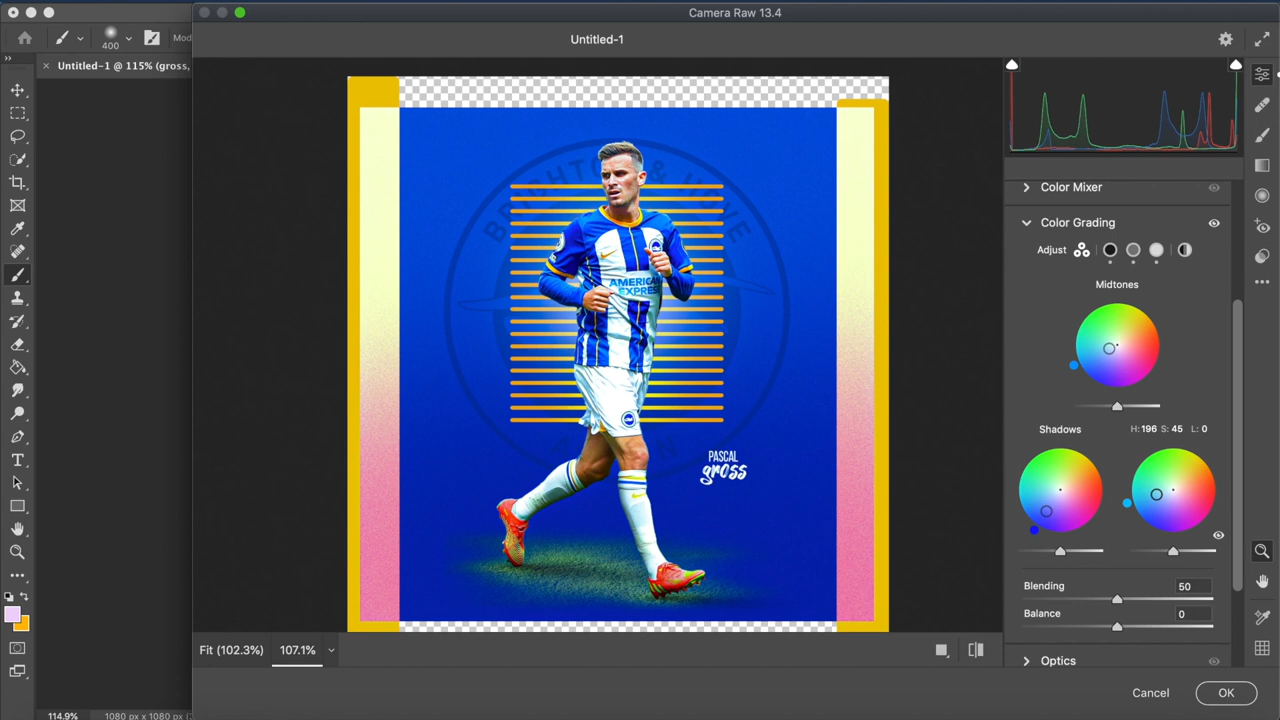 Camera Raw 13.4
400
Mod
Untitled-1
Untitled-1 @ 115% (gross,
Color Mixer
Color Grading
Adjust
Midtones
Shadows
H: 196 S: 45 L: 0
Blending 50
Balance 0
Optics
BRIGHTON & HOVE
AMERICAN
EXPRESS
PASCAL
gross
Fit (102.3%) 107.1%
Cancel OK
114.9% 1080 px x 1080 px (